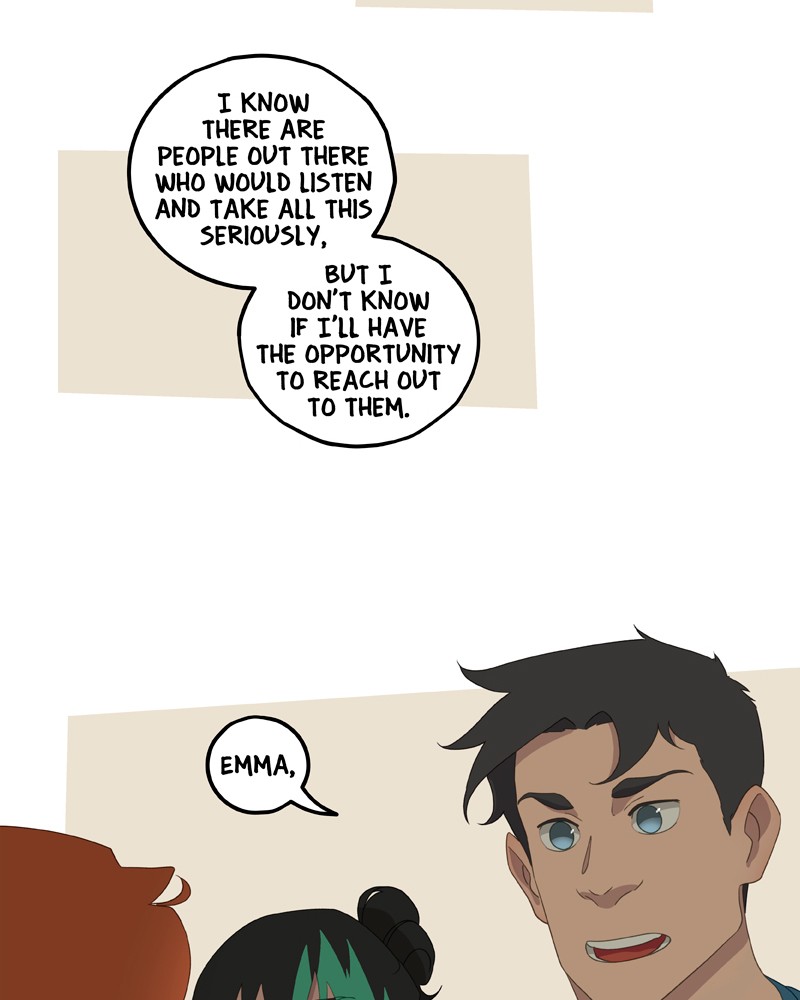 I KNOW
THERE ARE
PEOPLE OUT THERE
WHO WOULD LISTEN
AND TAKE ALL THIS
SERIOUSLY,
BUT I
DON'T KNOW
IF I'LL HAVE
THE OPPORTUNITY
TO REACH OUT
TO THEM.
EMMA,